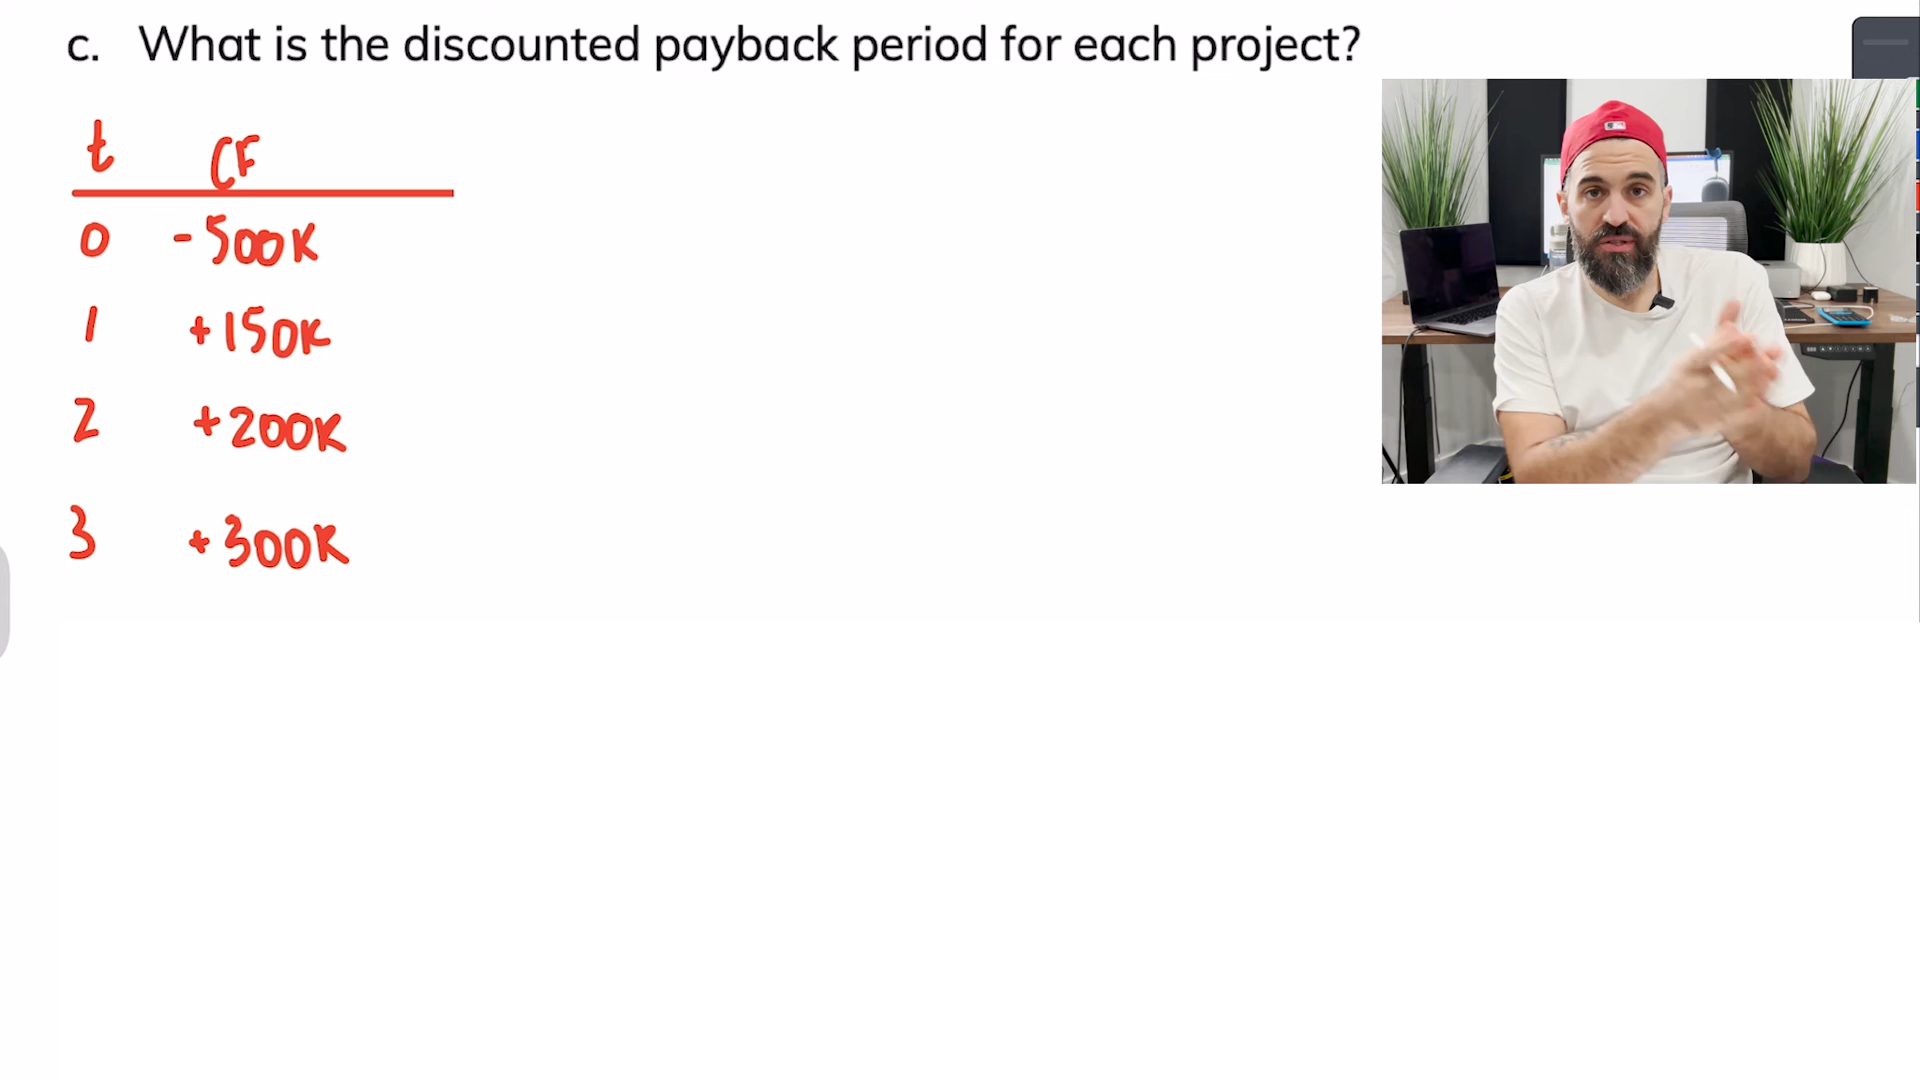 c. What is the discounted payback period for each project?
t CF
0 -500K
1 +150K
2 +200K
3 +300K